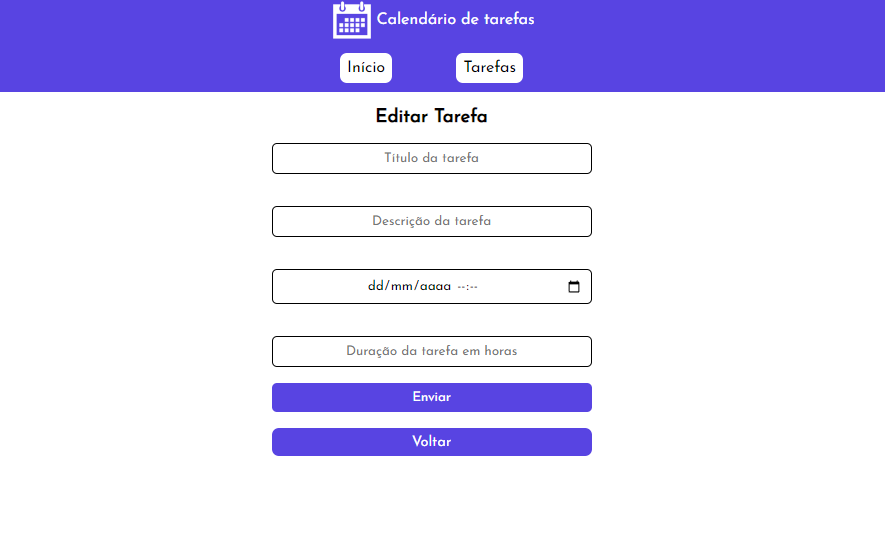 Calendário de tarefas
Início Tarefas
Editar Tarefa
Título da tarefa
Descrição da tarefa
dd/mm/aaaa --:--
Duração da tarefa em horas
Enviar
Voltar